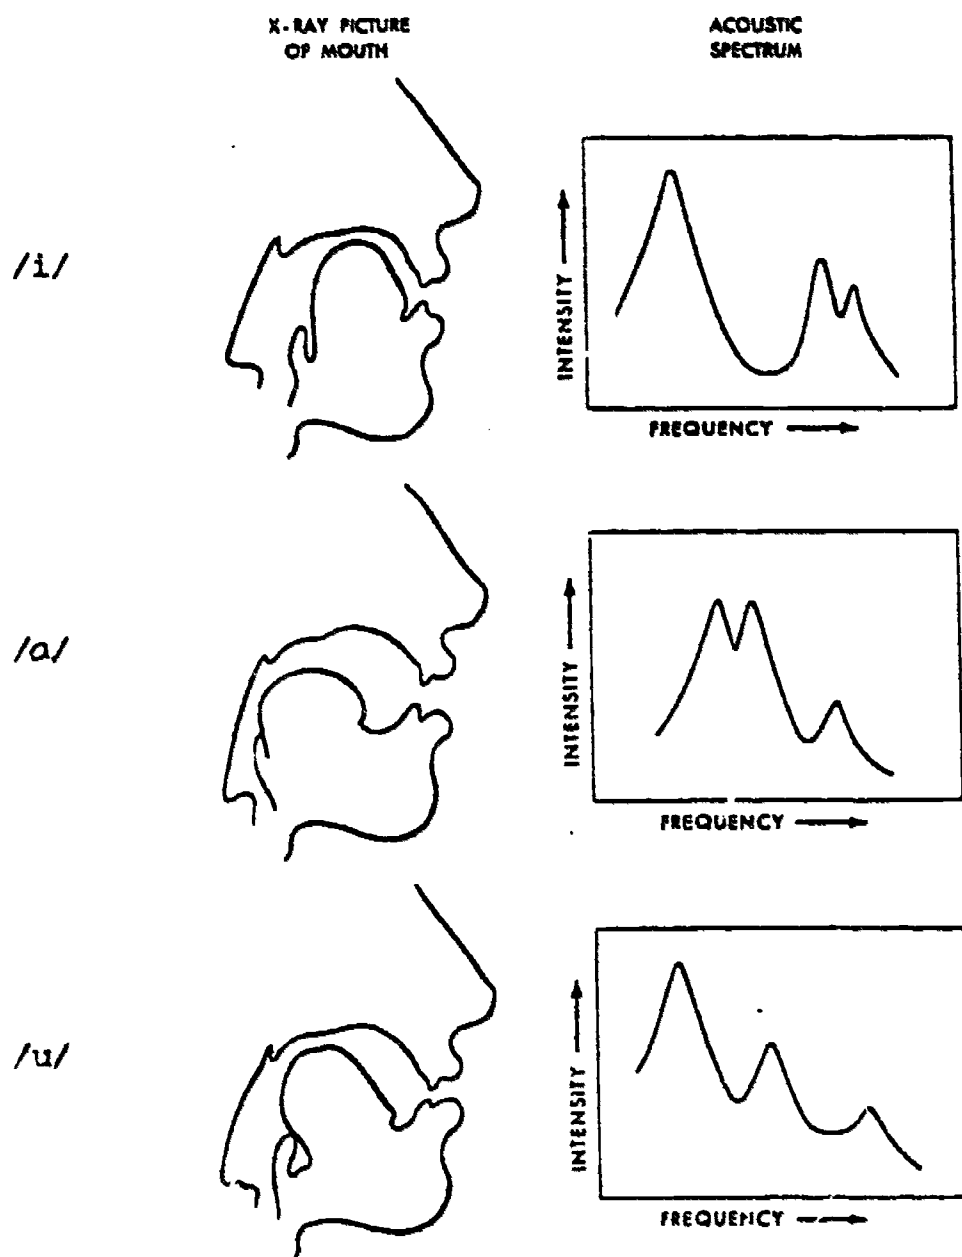 X-RAY PICTURE
OF MOUTH
ACOUSTIC
SPECTRUM
/i/
INTENSITY
FREQUENCY
/a/
INTENSITY
FREQUENCY
/u/
INTENSITY
FREQUENCY